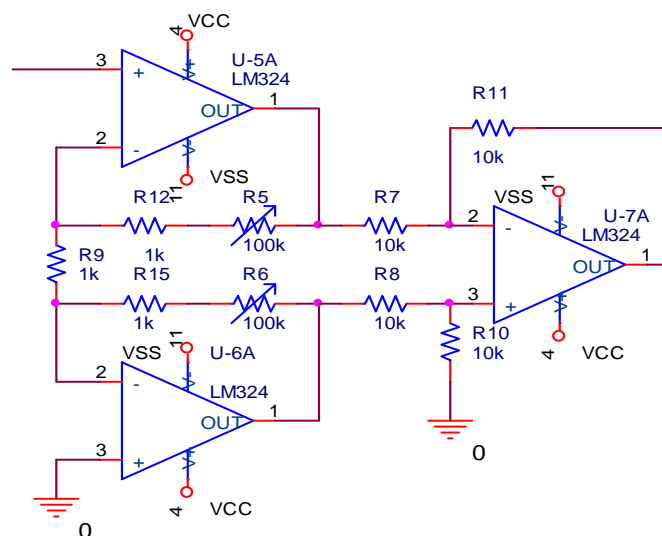 VCC
4
U-5A
LM324
3
+
V+
OUT
1
2
-
V-
11
VSS
R11
10k
R12
1k
R5
100k
R7
10k
VSS
11
U-7A
LM324
2
-
V-
R9
1k
OUT
1
R15
1k
R6
100k
R8
10k
3
+
V+
R10
10k
4
VCC
11
VSS
U-6A
LM324
2
-
V-
OUT
1
3
+
V+
4
VCC
0
0